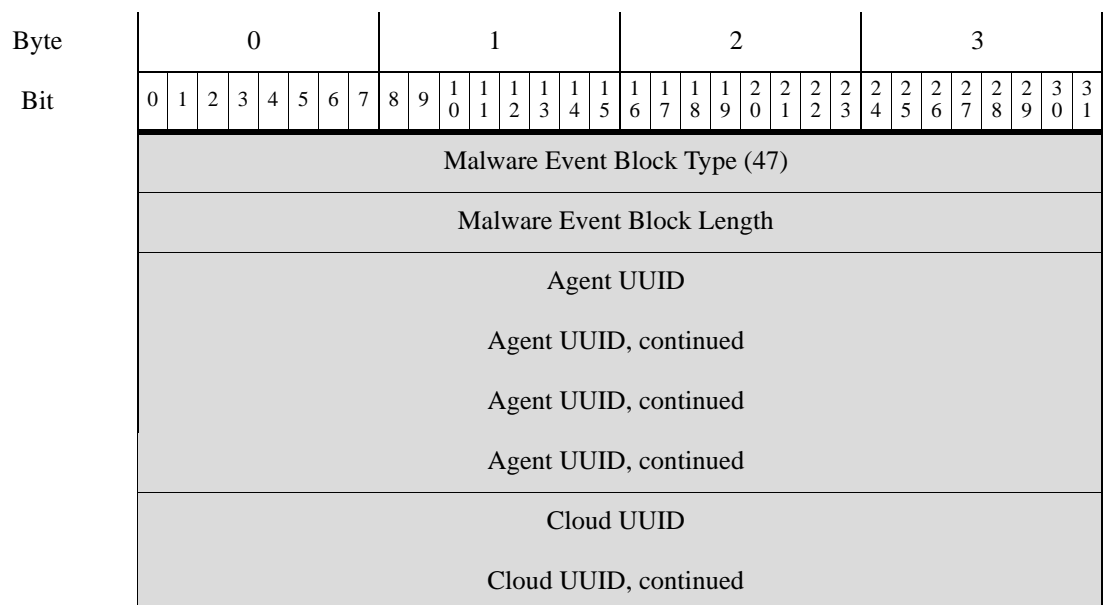 Byte 0 1 2 3
Bit 0 1 2 3 4 5 6 7 8 9 10 11 12 13 14 15 16 17 18 19 20 21 22 23 24 25 26 27 28 29 30 31
Malware Event Block Type (47)
Malware Event Block Length
Agent UUID
Agent UUID, continued
Agent UUID, continued
Agent UUID, continued
Cloud UUID
Cloud UUID, continued